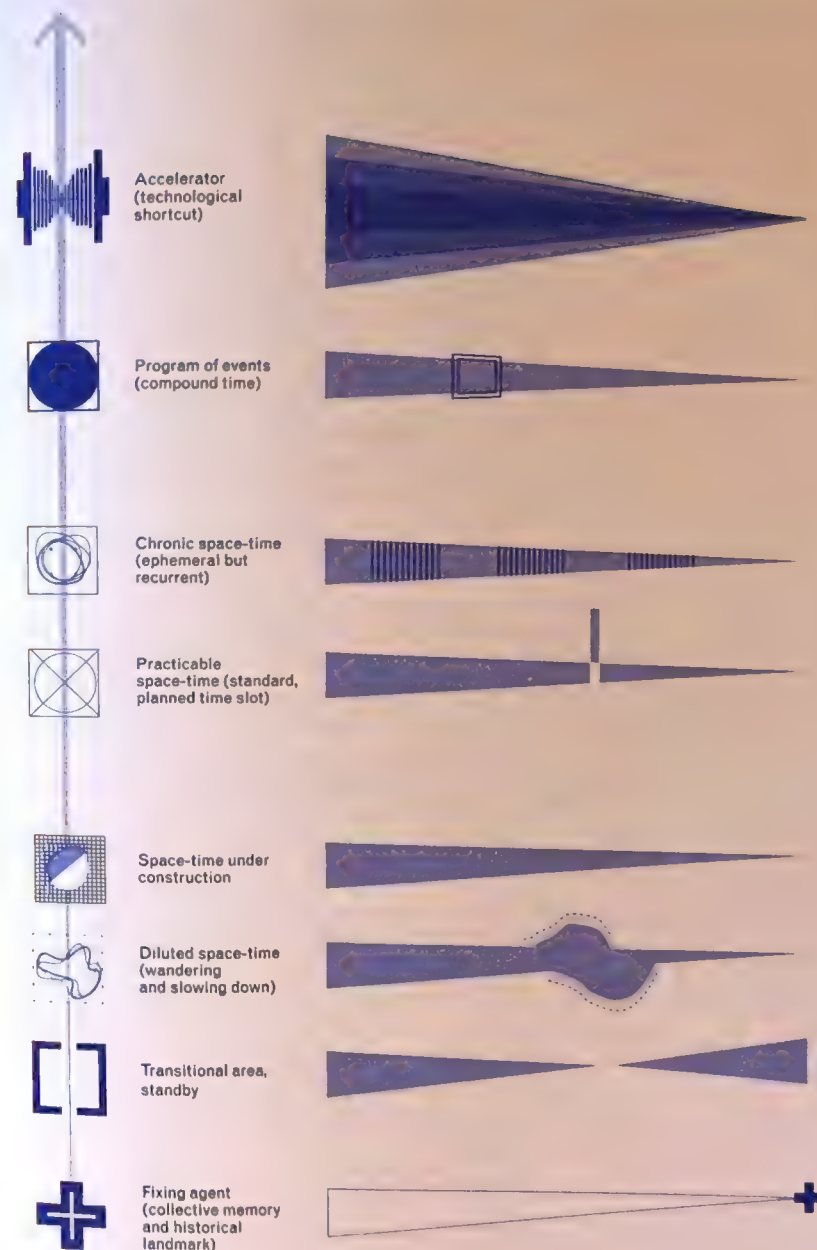 Accelerator
(technological
shortcut)
Program of events
(compound time)
Chronic space-time
(ephemeral but
recurrent)
Practicable
space-time (standard,
planned time slot)
Space-time under
construction
Diluted space-time
(wandering
and slowing down)
Transitional area,
standby
Fixing agent
(collective memory
and historical
landmark)